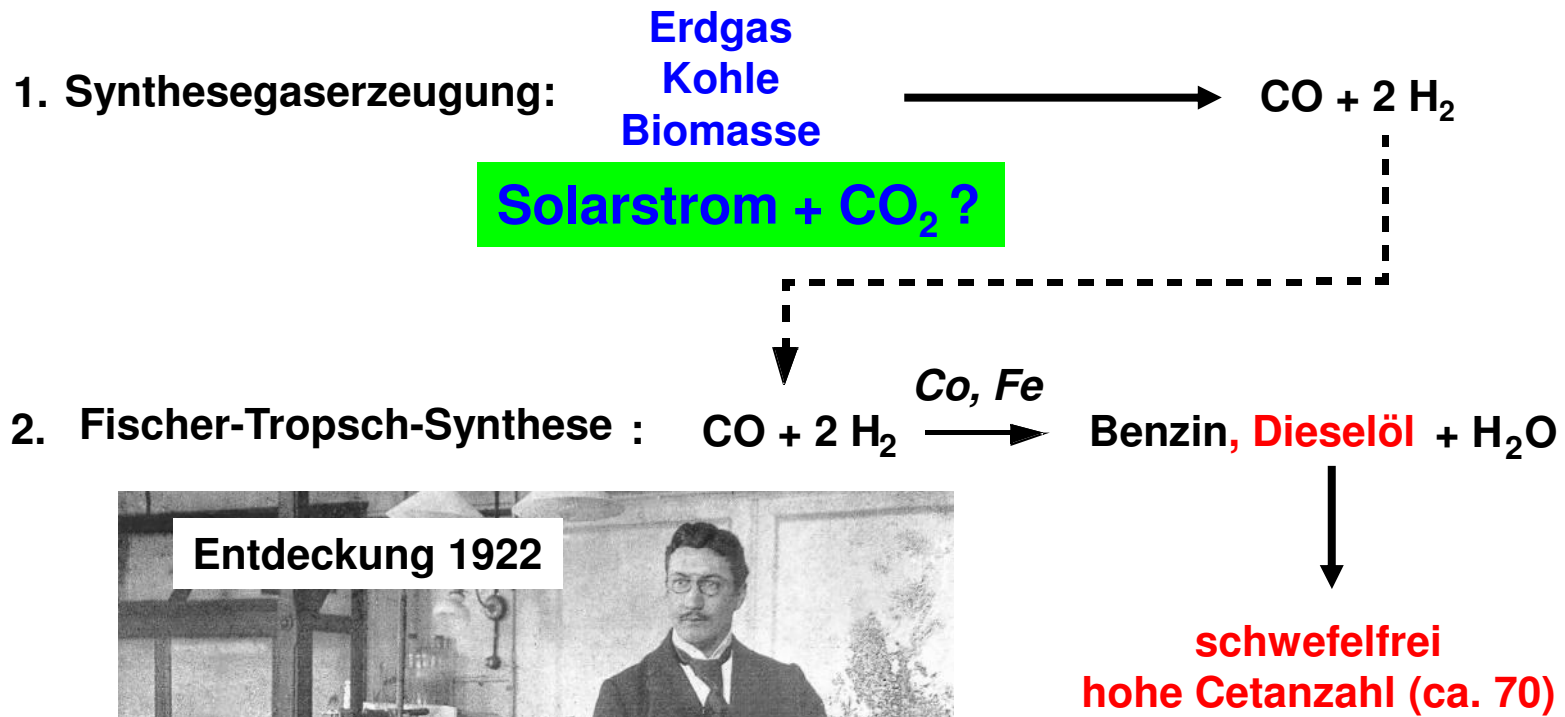 Erdgas
1. Synthesegaserzeugung: Kohle CO + 2 H₂
Biomasse
Solarstrom + CO₂ ?
Co, Fe
2. Fischer-Tropsch-Synthese : CO + 2 H₂ Benzin, Dieselöl + H₂O
Entdeckung 1922
schwefelfrei
hohe Cetanzahl (ca. 70)